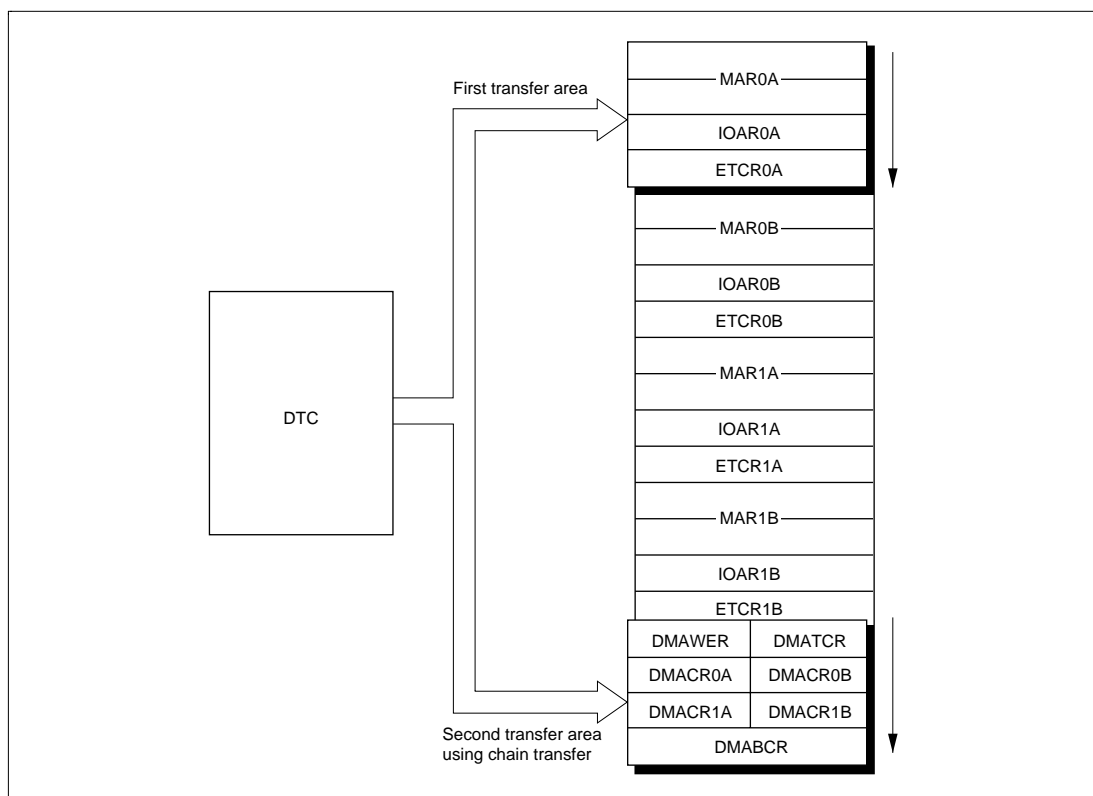 First transfer area
MAR0A
IOAR0A
ETCR0A
MAR0B
IOAR0B
ETCR0B
MAR1A
DTC
IOAR1A
ETCR1A
MAR1B
IOAR1B
ETCR1B
DMAWER DMATCR
DMACR0A DMACR0B
DMACR1A DMACR1B
Second transfer area
using chain transfer
DMABCR